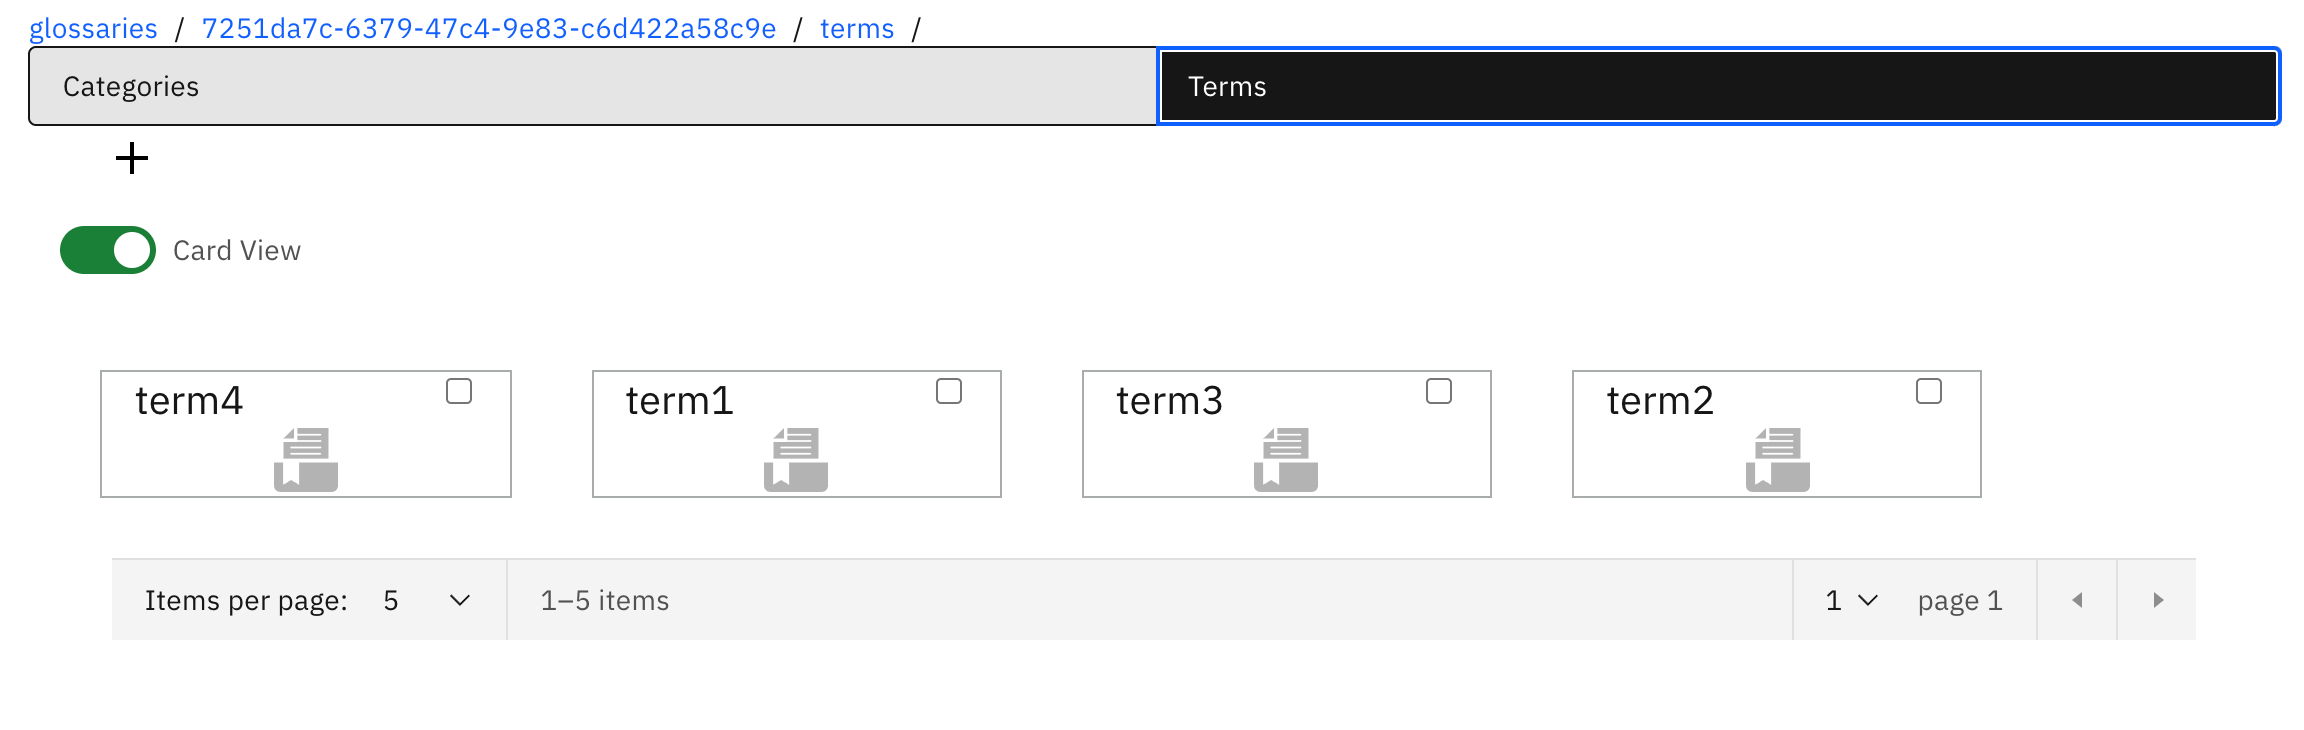 glossaries / 7251da7c-6379-47c4-9e83-c6d422a58c9e / terms /
Categories Terms
Card View
term4 term1 term3 term2
Items per page: 5 1–5 items 1 page 1